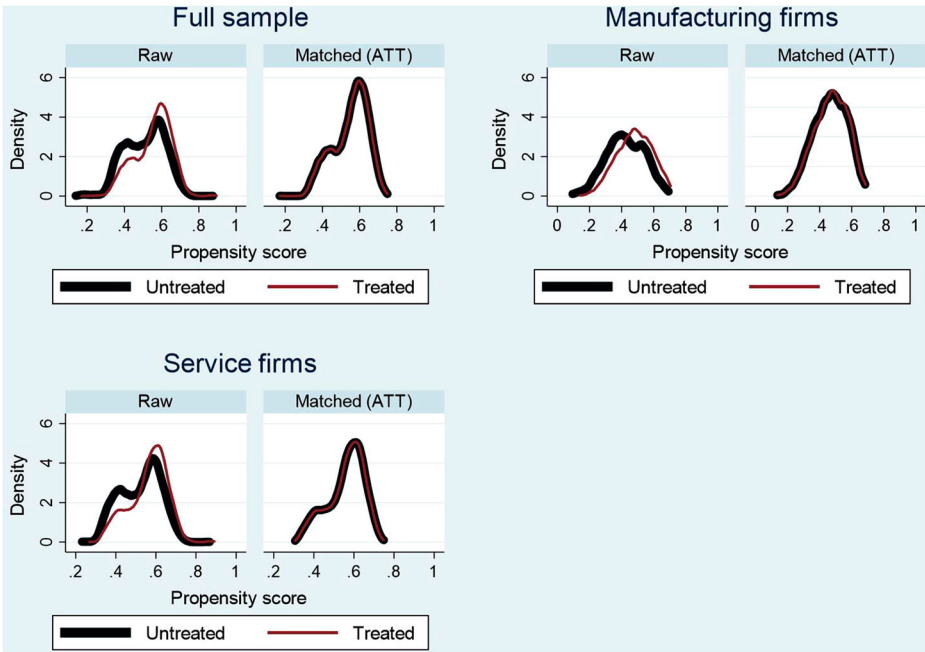 Full sample
Raw
Matched (ATT)
Density
6
4
2
0
.2 .4 .6 .8 1
.2 .4 .6 .8 1
Propensity score
Untreated Treated
Manufacturing firms
Raw
Matched (ATT)
Density
6
4
2
0
0 .2 .4 .6 .8 1
0 .2 .4 .6 .8 1
Propensity score
Untreated Treated
Service firms
Raw
Matched (ATT)
Density
6
4
2
0
.2 .4 .6 .8 1
.2 .4 .6 .8 1
Propensity score
Untreated Treated